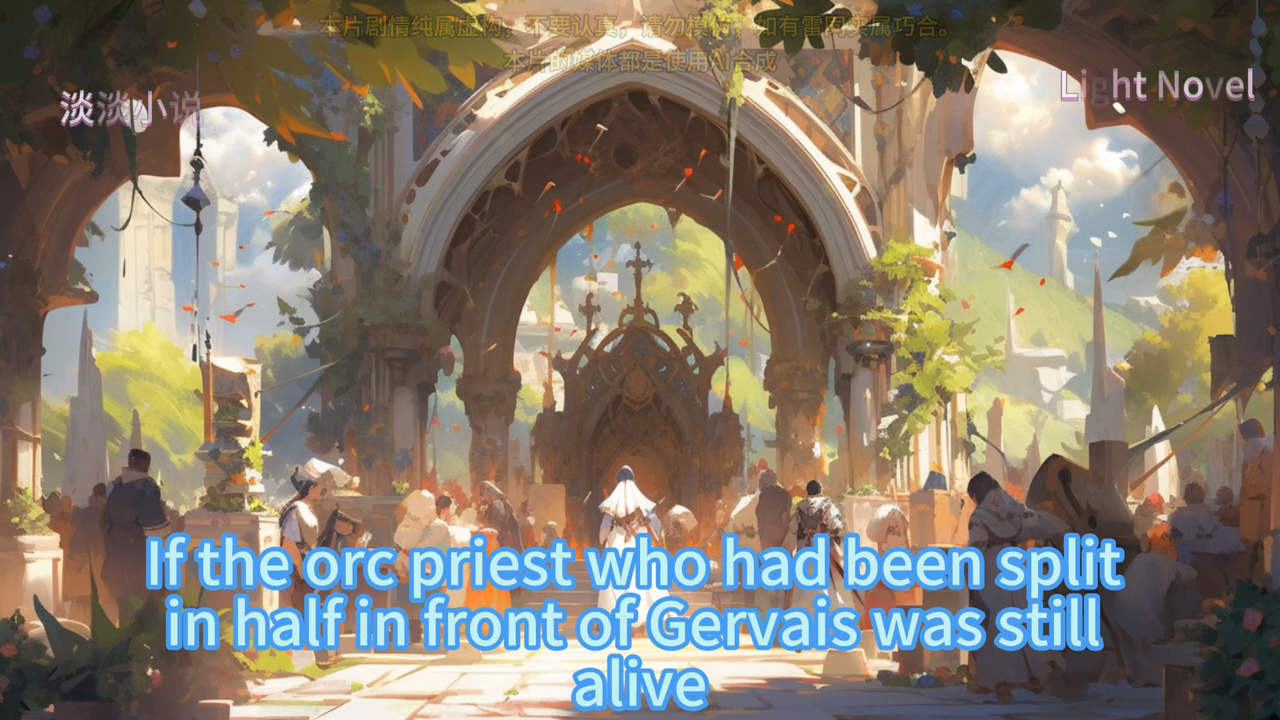 本片剧情纯属虚构，不要认真，请勿模仿，如有雷同实属巧合。
本片的媒体都是使用AI合成
淡淡小说
Light Novel
If the orc priest who had been split
in half in front of Gervais was still
alive